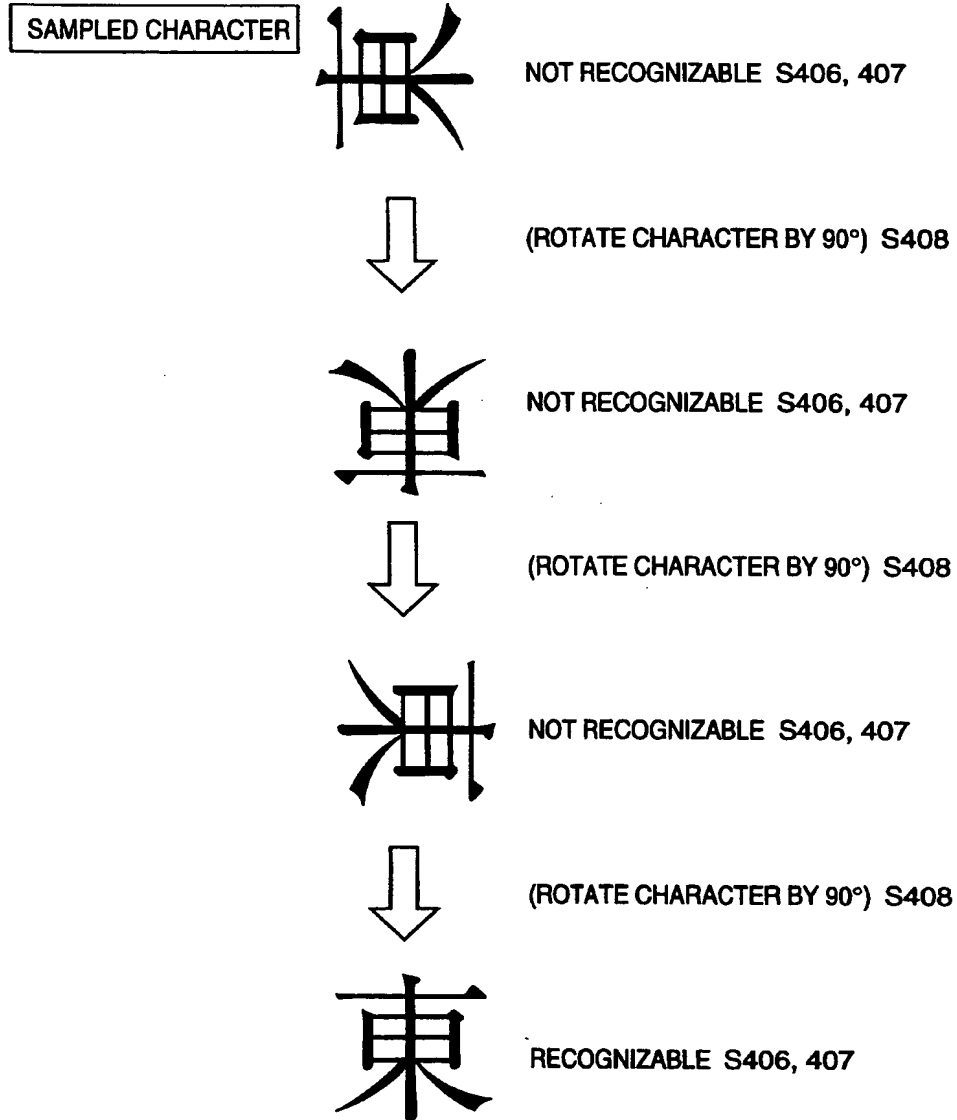 SAMPLED CHARACTER
NOT RECOGNIZABLE S406, 407
(ROTATE CHARACTER BY 90°) S408
NOT RECOGNIZABLE S406, 407
(ROTATE CHARACTER BY 90°) S408
NOT RECOGNIZABLE S406, 407
(ROTATE CHARACTER BY 90°) S408
東
RECOGNIZABLE S406, 407